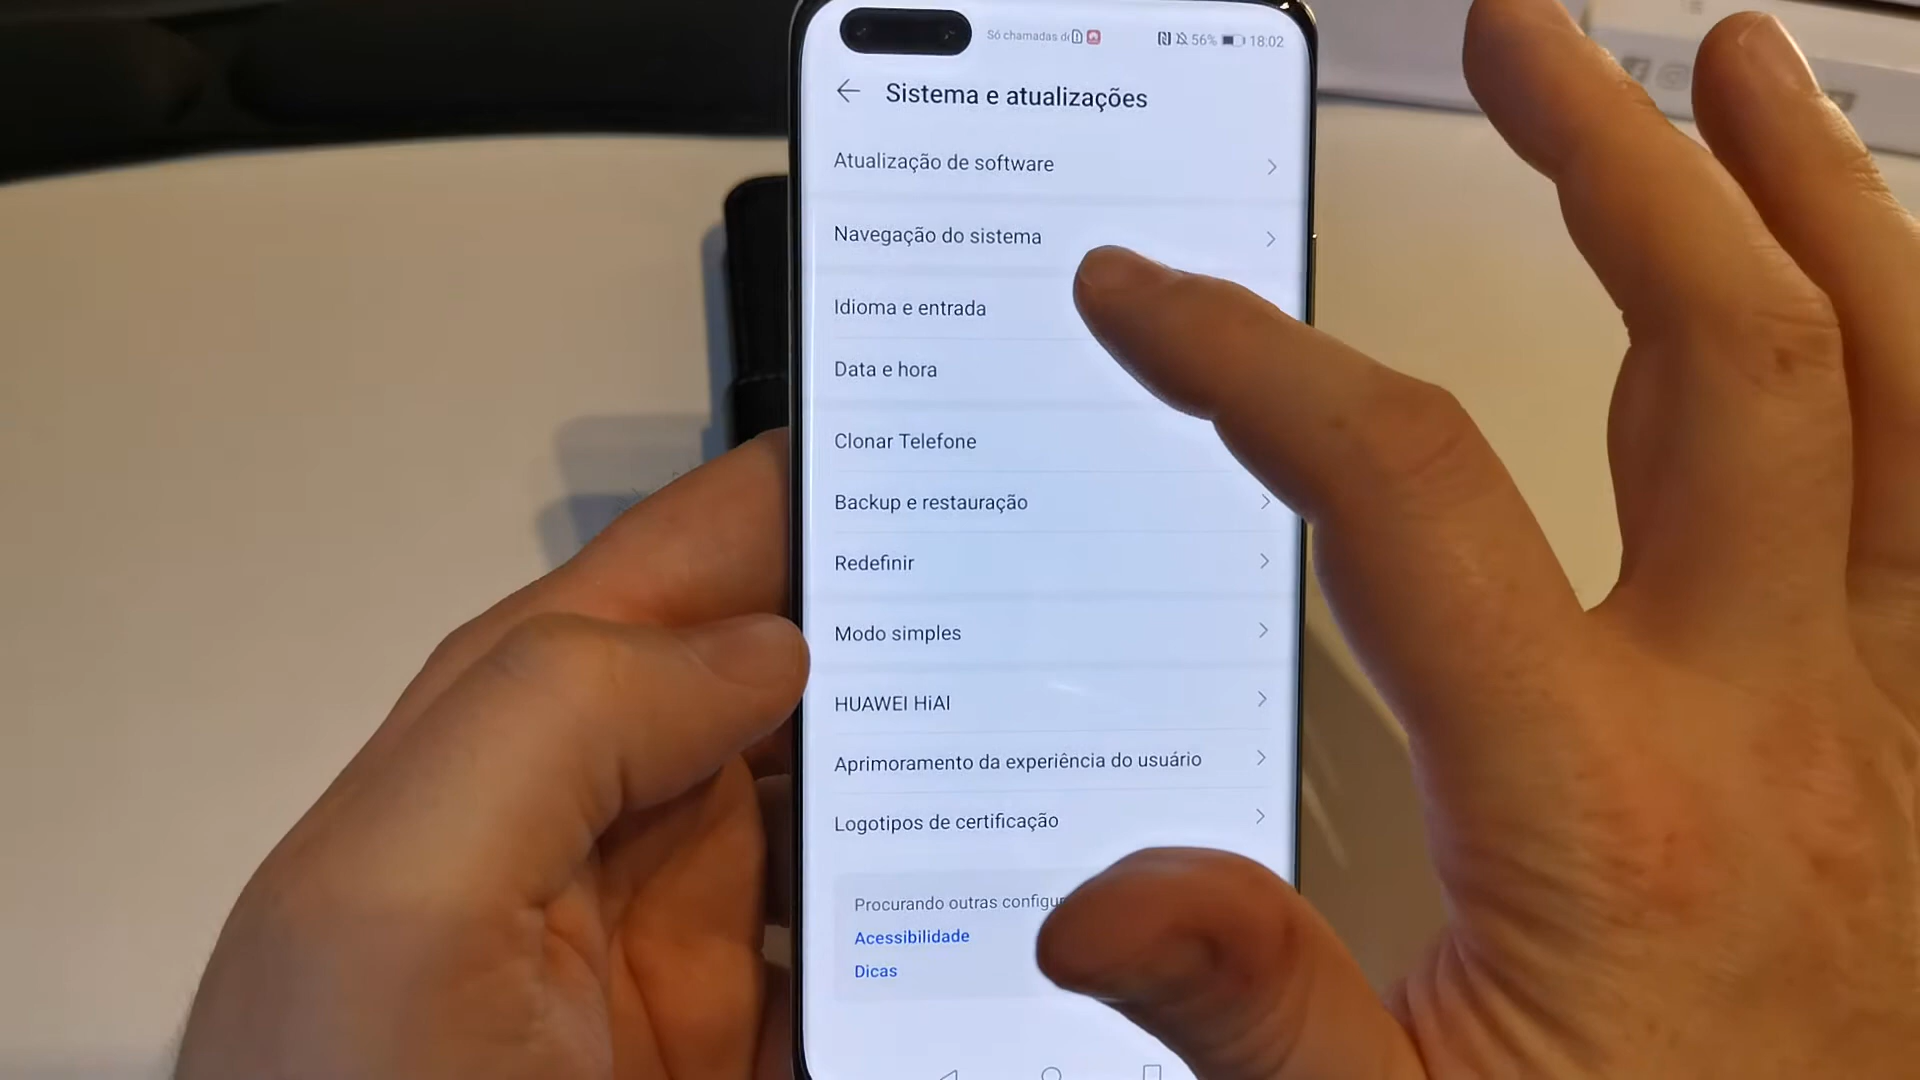 Só chamadas
56% 18:02
Sistema e atualizações
Atualização de software
Navegação do sistema
Idioma e entrada
Data e hora
Clonar Telefone
Backup e restauração
Redefinir
Modo simples
HUAWEI HiAI
Aprimoramento da experiência do usuário
Logotipos de certificação
Procurando outras
Acessibilidade
Dicas